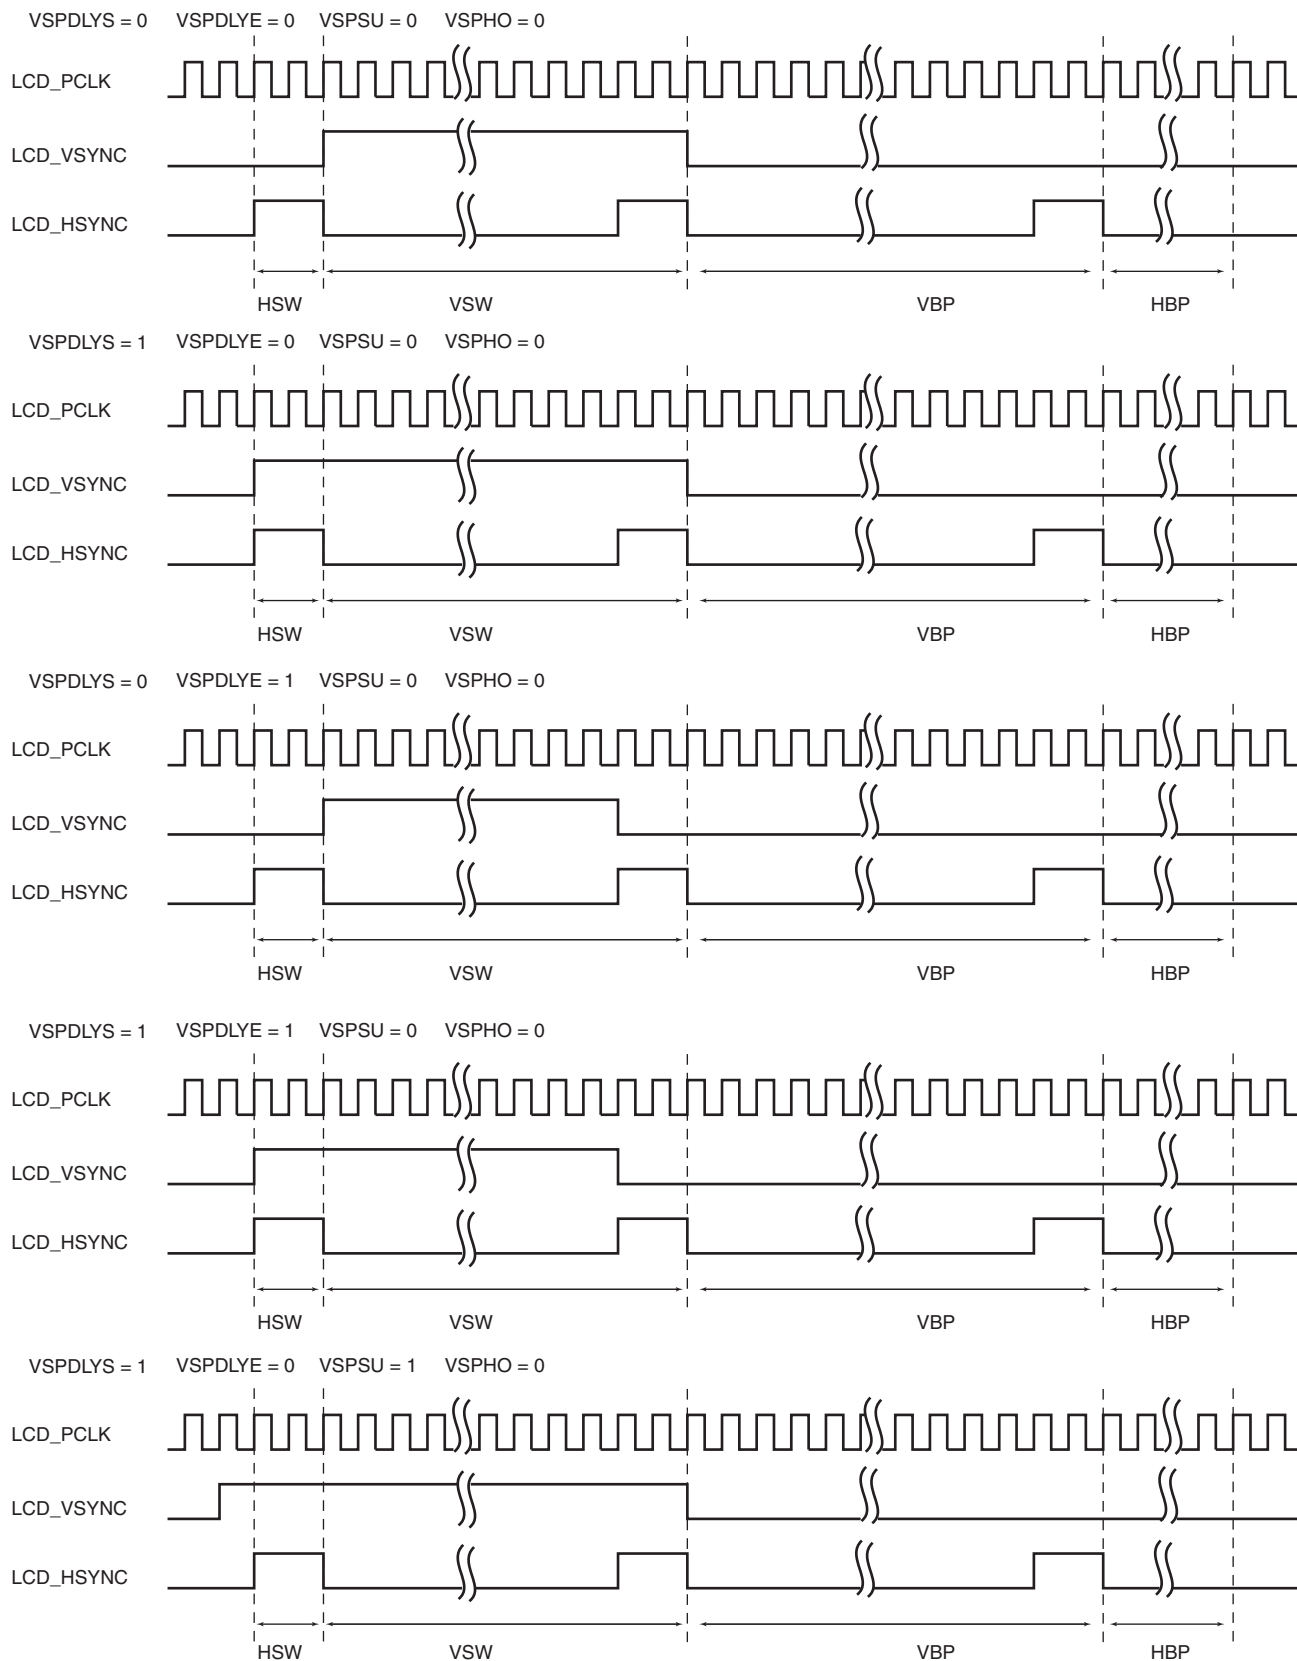 VSPDLYS = 0 VSPDLYE = 0 VSPSU = 0 VSPHO = 0
LCD_PCLK
LCD_VSYNC
LCD_HSYNC
HSW VSW VBP HBP
VSPDLYS = 1 VSPDLYE = 0 VSPSU = 0 VSPHO = 0
LCD_PCLK
LCD_VSYNC
LCD_HSYNC
HSW VSW VBP HBP
VSPDLYS = 0 VSPDLYE = 1 VSPSU = 0 VSPHO = 0
LCD_PCLK
LCD_VSYNC
LCD_HSYNC
HSW VSW VBP HBP
VSPDLYS = 1 VSPDLYE = 1 VSPSU = 0 VSPHO = 0
LCD_PCLK
LCD_VSYNC
LCD_HSYNC
HSW VSW VBP HBP
VSPDLYS = 1 VSPDLYE = 0 VSPSU = 1 VSPHO = 0
LCD_PCLK
LCD_VSYNC
LCD_HSYNC
HSW VSW VBP HBP